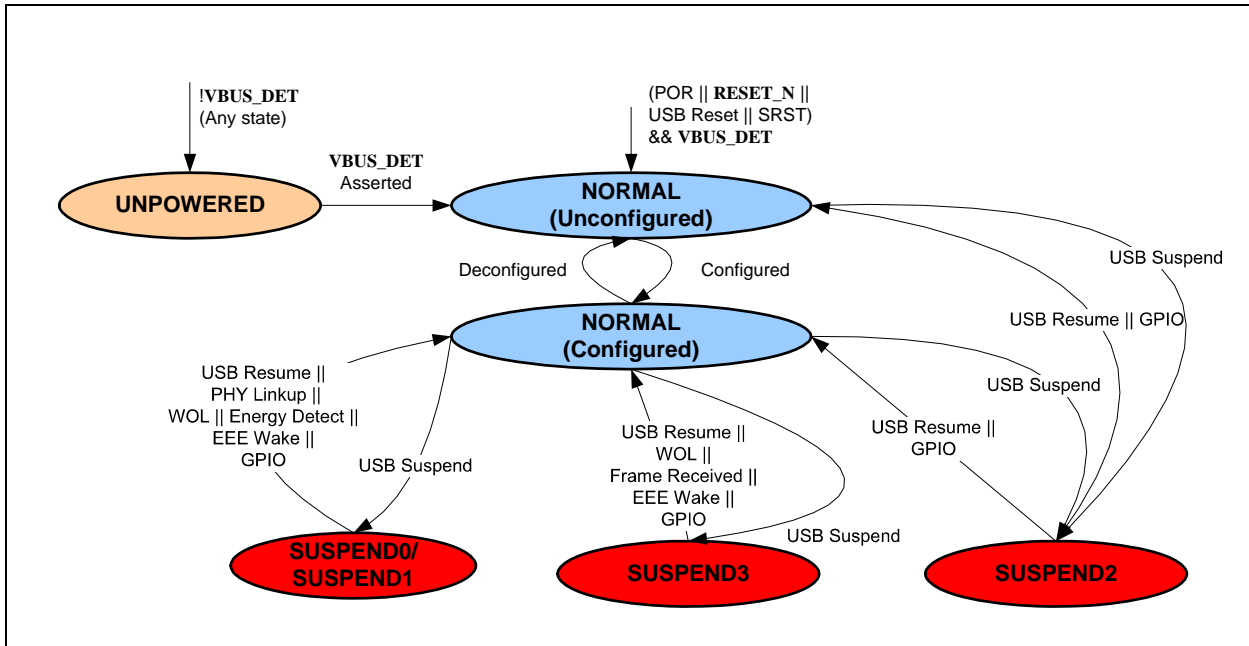 !VBUS_DET
(Any state)
(POR || RESET_N ||
USB Reset || SRST)
&& VBUS_DET
VBUS_DET
Asserted
UNPOWERED
NORMAL
(Unconfigured)
Deconfigured
Configured
USB Suspend
USB Resume || GPIO
NORMAL
(Configured)
USB Resume ||
PHY Linkup ||
WOL || Energy Detect ||
EEE Wake ||
GPIO
USB Suspend
USB Resume ||
WOL ||
Frame Received ||
EEE Wake ||
GPIO
USB Suspend
USB Suspend
USB Resume ||
GPIO
SUSPEND0/
SUSPEND1
SUSPEND3
SUSPEND2